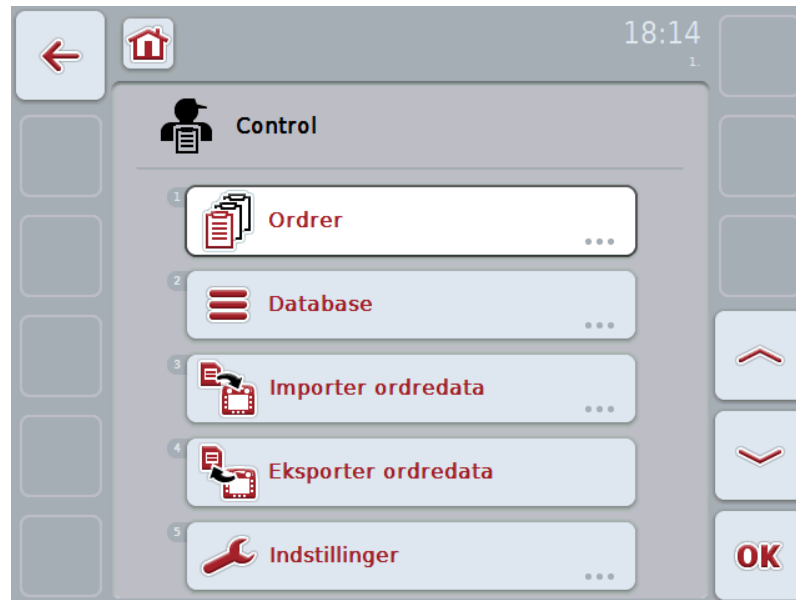 18:14
1.
Control
1
Ordrer
2
Database
3
Importer ordredata
4
Eksporter ordredata
5
Indstillinger
OK